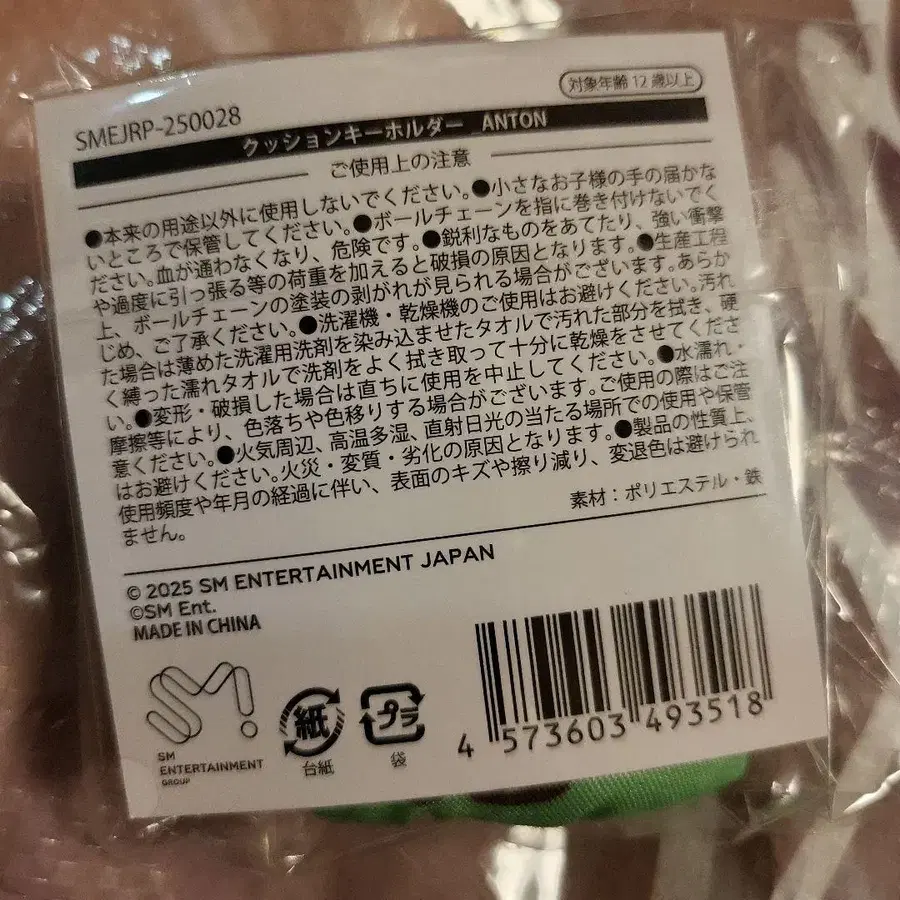 対象年齢 12 歳以上
SMEJRP-250028
クッションキーホルダー_ANTON
ご使用上の注意
●本来の用途以外に使用しないでください。●小さなお子様の手の届かな
いところで保管してください。●ボールチェーンを指に巻き付けないでく
ださい。血が通わなくなり、危険です。●鋭利なものをあてたり、強い衝撃
や過度に引っ張る等の荷重を加えると破損の原因となります。●生産工程
上、ボールチェーンの塗装の剥がれが見られる場合がございます。あらか
じめ、ご了承ください。●洗濯機・乾燥機のご使用はお避けください。汚れ
た場合は薄めた洗濯用洗剤を染み込ませたタオルで汚れた部分を拭き、硬
く縛った濡れタオルで洗剤をよく拭き取って十分に乾燥をさせてくださ
い。●変形・破損した場合は直ちに使用を中止してください。●水濡れ・
摩擦等により、色落ちや色移りする場合がございます。ご使用の際はご注
意ください。●火気周辺、高温多湿、直射日光の当たる場所での使用や保管
はお避けください。火災・変質・劣化の原因となります。●製品の性質上、
使用頻度や年月の経過に伴い、表面のキズや擦り減り、変退色は避けられ
ません。
素材：ポリエステル・鉄
© 2025 SM ENTERTAINMENT JAPAN
©SM Ent.
MADE IN CHINA
SM
ENTERTAINMENT
GROUP
紙
台紙
プラ
袋
4 573603 493518